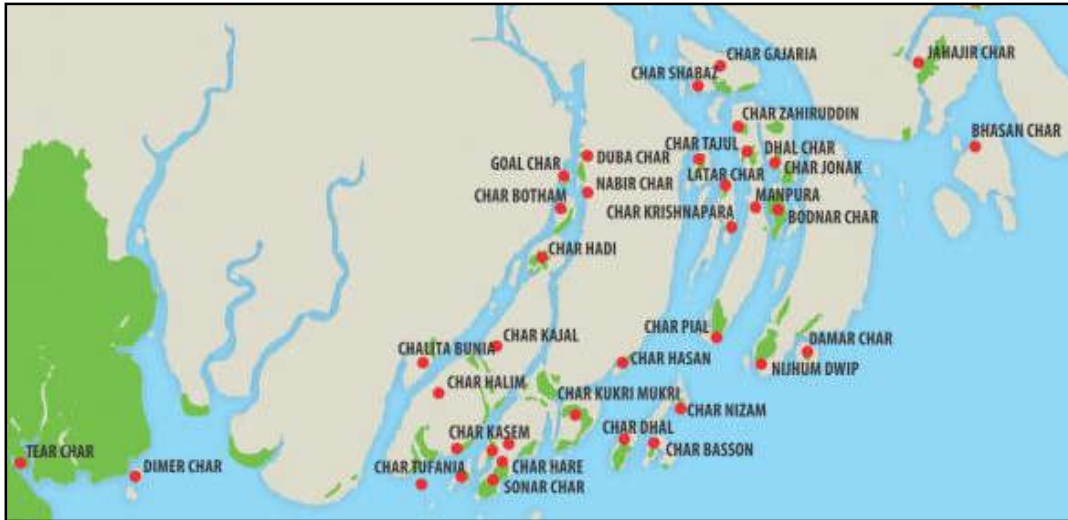 CHAR GAJARIA
JAHAJIR CHAR
CHAR SHABAZ
CHAR ZAHIRUDDIN
BHASAN CHAR
CHAR TAJUL
DHAL CHAR
DUBA CHAR
GOAL CHAR
CHAR JONAK
LATAR CHAR
NABIR CHAR
CHAR BOTHAM
MANPURA
CHAR KRISHNAPARA
BODNAR CHAR
CHAR HADI
CHAR PIAL
CHAR KAJAL
DAMAR CHAR
CHALITA BUNIA
CHAR HASAN
NIJHUM DWIP
CHAR HALIM
CHAR KUKRI MUKRI
CHAR NIZAM
CHAR DHAL
CHAR KASEM
CHAR BASSON
TEAR CHAR
DIMER CHAR
CHAR TUFANIA
CHAR HARE
SONAR CHAR